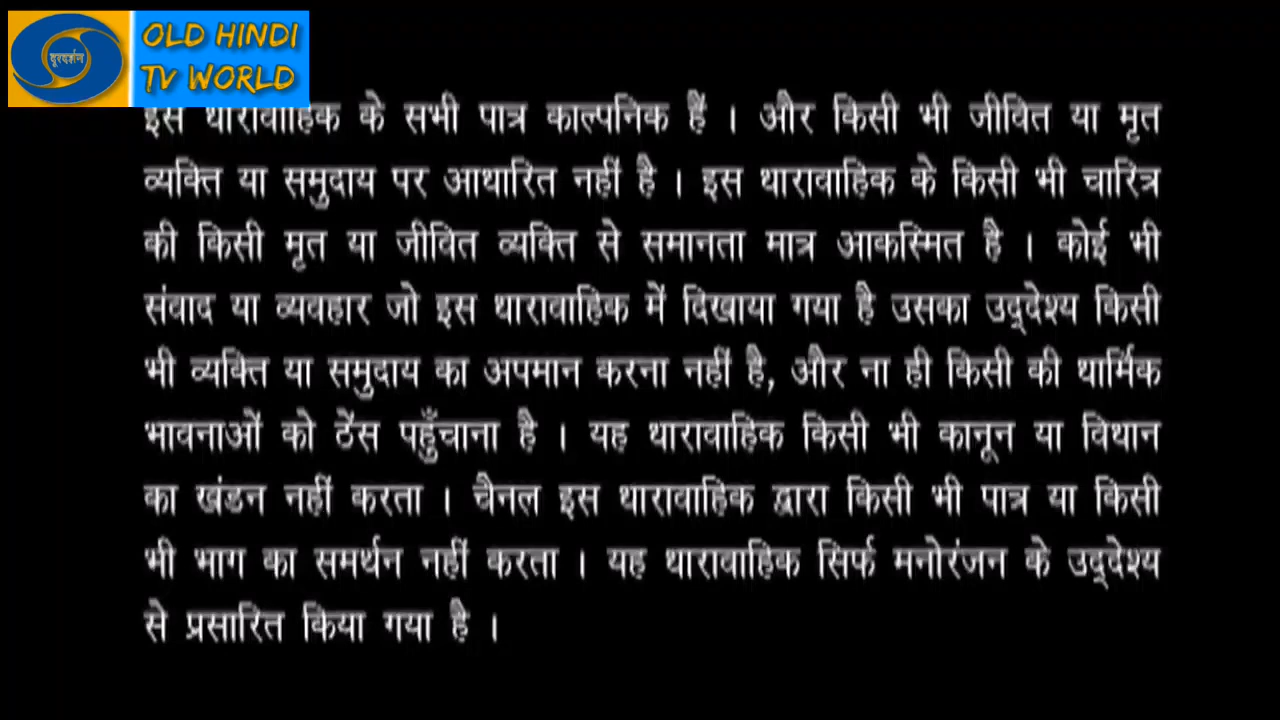 दूरदर्शन
OLD HINDI
TV WORLD
इस धारावाहिक के सभी पात्र काल्पनिक हैं । और किसी भी जीवित या मृत
व्यक्ति या समुदाय पर आधारित नहीं है । इस धारावाहिक के किसी भी चारित्र
की किसी मृत या जीवित व्यक्ति से समानता मात्र आकस्मित है । कोई भी
संवाद या व्यवहार जो इस धारावाहिक में दिखाया गया है उसका उद्देश्य किसी
भी व्यक्ति या समुदाय का अपमान करना नहीं है, और ना ही किसी की धार्मिक
भावनाओं को ठेंस पहुँचाना है । यह धारावाहिक किसी भी कानून या विधान
का खंडन नहीं करता । चैनल इस धारावाहिक द्वारा किसी भी पात्र या किसी
भी भाग का समर्थन नहीं करता । यह धारावाहिक सिर्फ मनोरंजन के उद्देश्य
से प्रसारित किया गया है ।